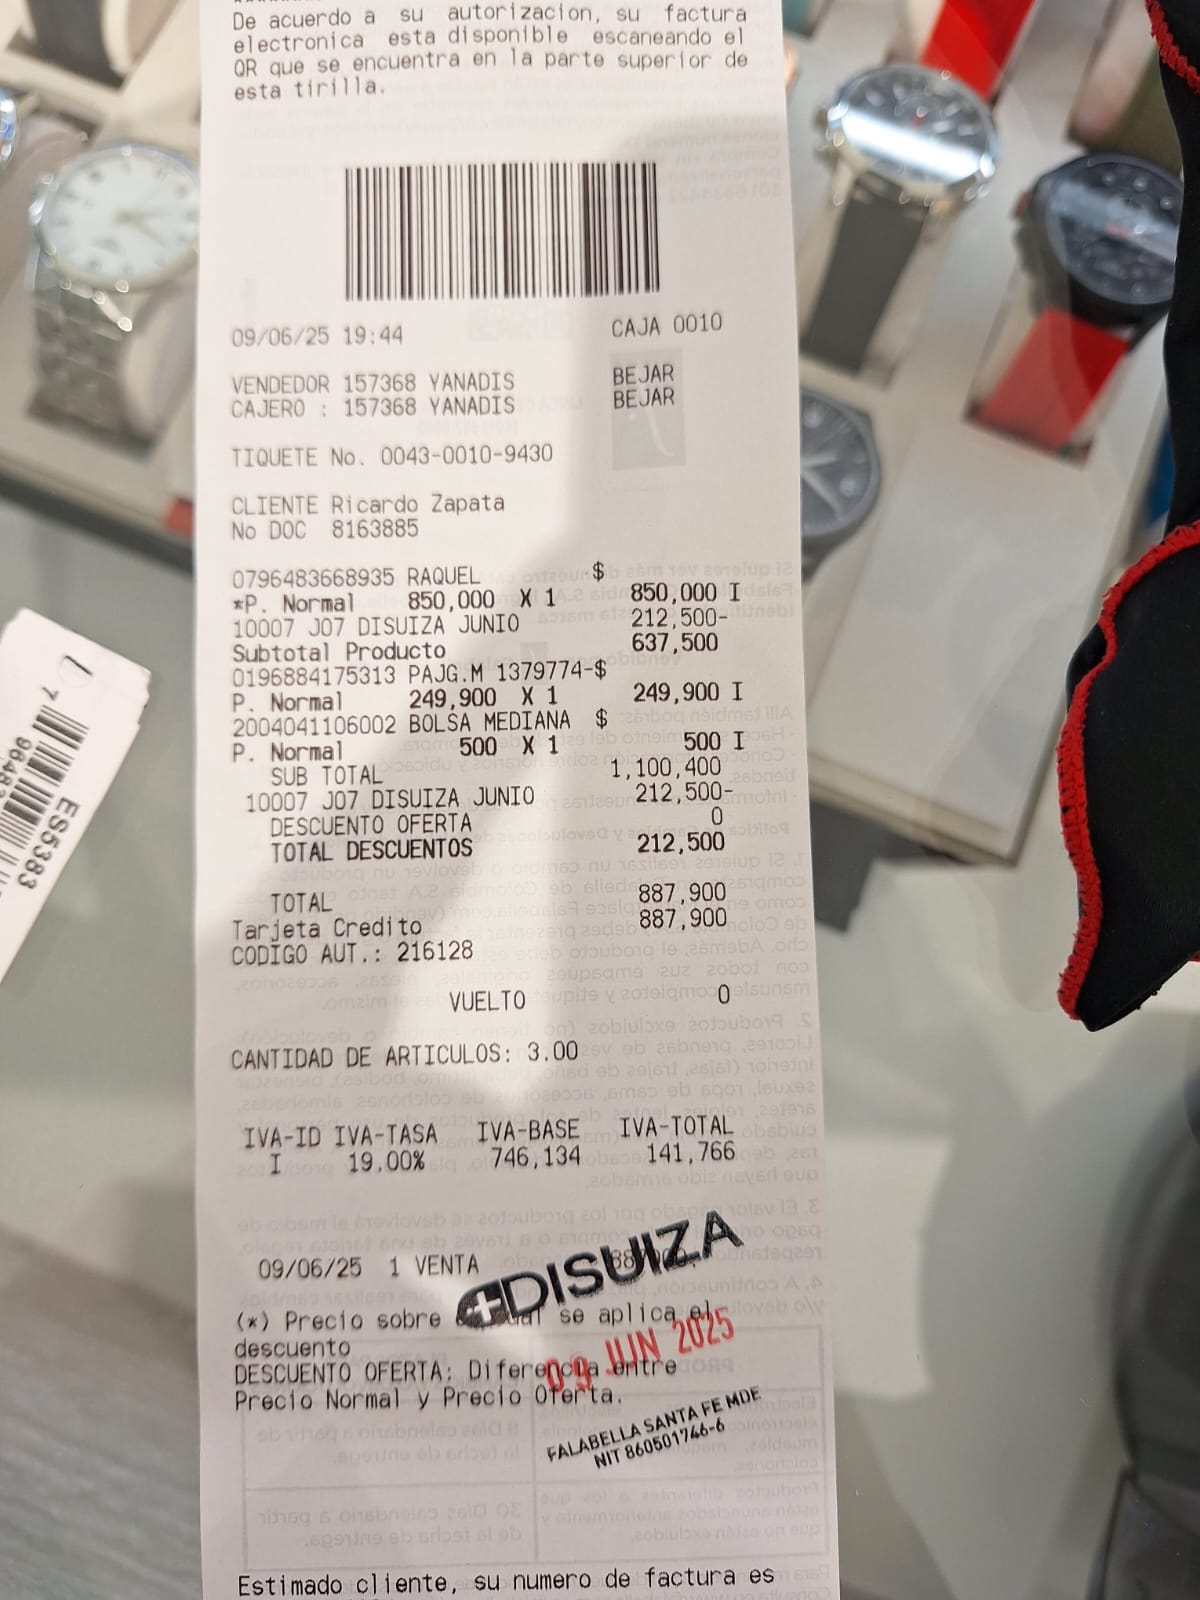 De acuerdo a su autorizacion, su factura
electronica esta disponible escaneando el
QR que se encuentra en la parte superior de
esta tirilla.
09/06/25 19:44 CAJA 0010
VENDEDOR 157368 YANADIS BEJAR
CAJERO : 157368 YANADIS BEJAR
TIQUETE No. 0043-0010-9430
CLIENTE Ricardo Zapata
No DOC 8163885
0796483668935 RAQUEL $
*P. Normal 850,000 X 1 850,000 I
10007 J07 DISUIZA JUNIO 212,500-
Subtotal Producto 637,500
0196884175313 PAJG.M 1379774-$
P. Normal 249,900 X 1 249,900 I
2004041106002 BOLSA MEDIANA $
P. Normal 500 X 1 500 I
SUB TOTAL 1,100,400
10007 J07 DISUIZA JUNIO 212,500-
DESCUENTO OFERTA 0
TOTAL DESCUENTOS 212,500
TOTAL 887,900
Tarjeta Credito 887,900
CODIGO AUT.: 216128
VUELTO 0
CANTIDAD DE ARTICULOS: 3.00
IVA-ID IVA-TASA IVA-BASE IVA-TOTAL
I 19.00% 746,134 141,766
09/06/25 1 VENTA
DISUIZA
(*) Precio sobre se aplica el
descuento
09 JUN 2025
DESCUENTO OFERTA: Diferencia entre
Precio Normal y Precio Oferta.
FALABELLA SANTA FE MDE
NIT 860501746-6
Estimado cliente, su numero de factura es
ES5383